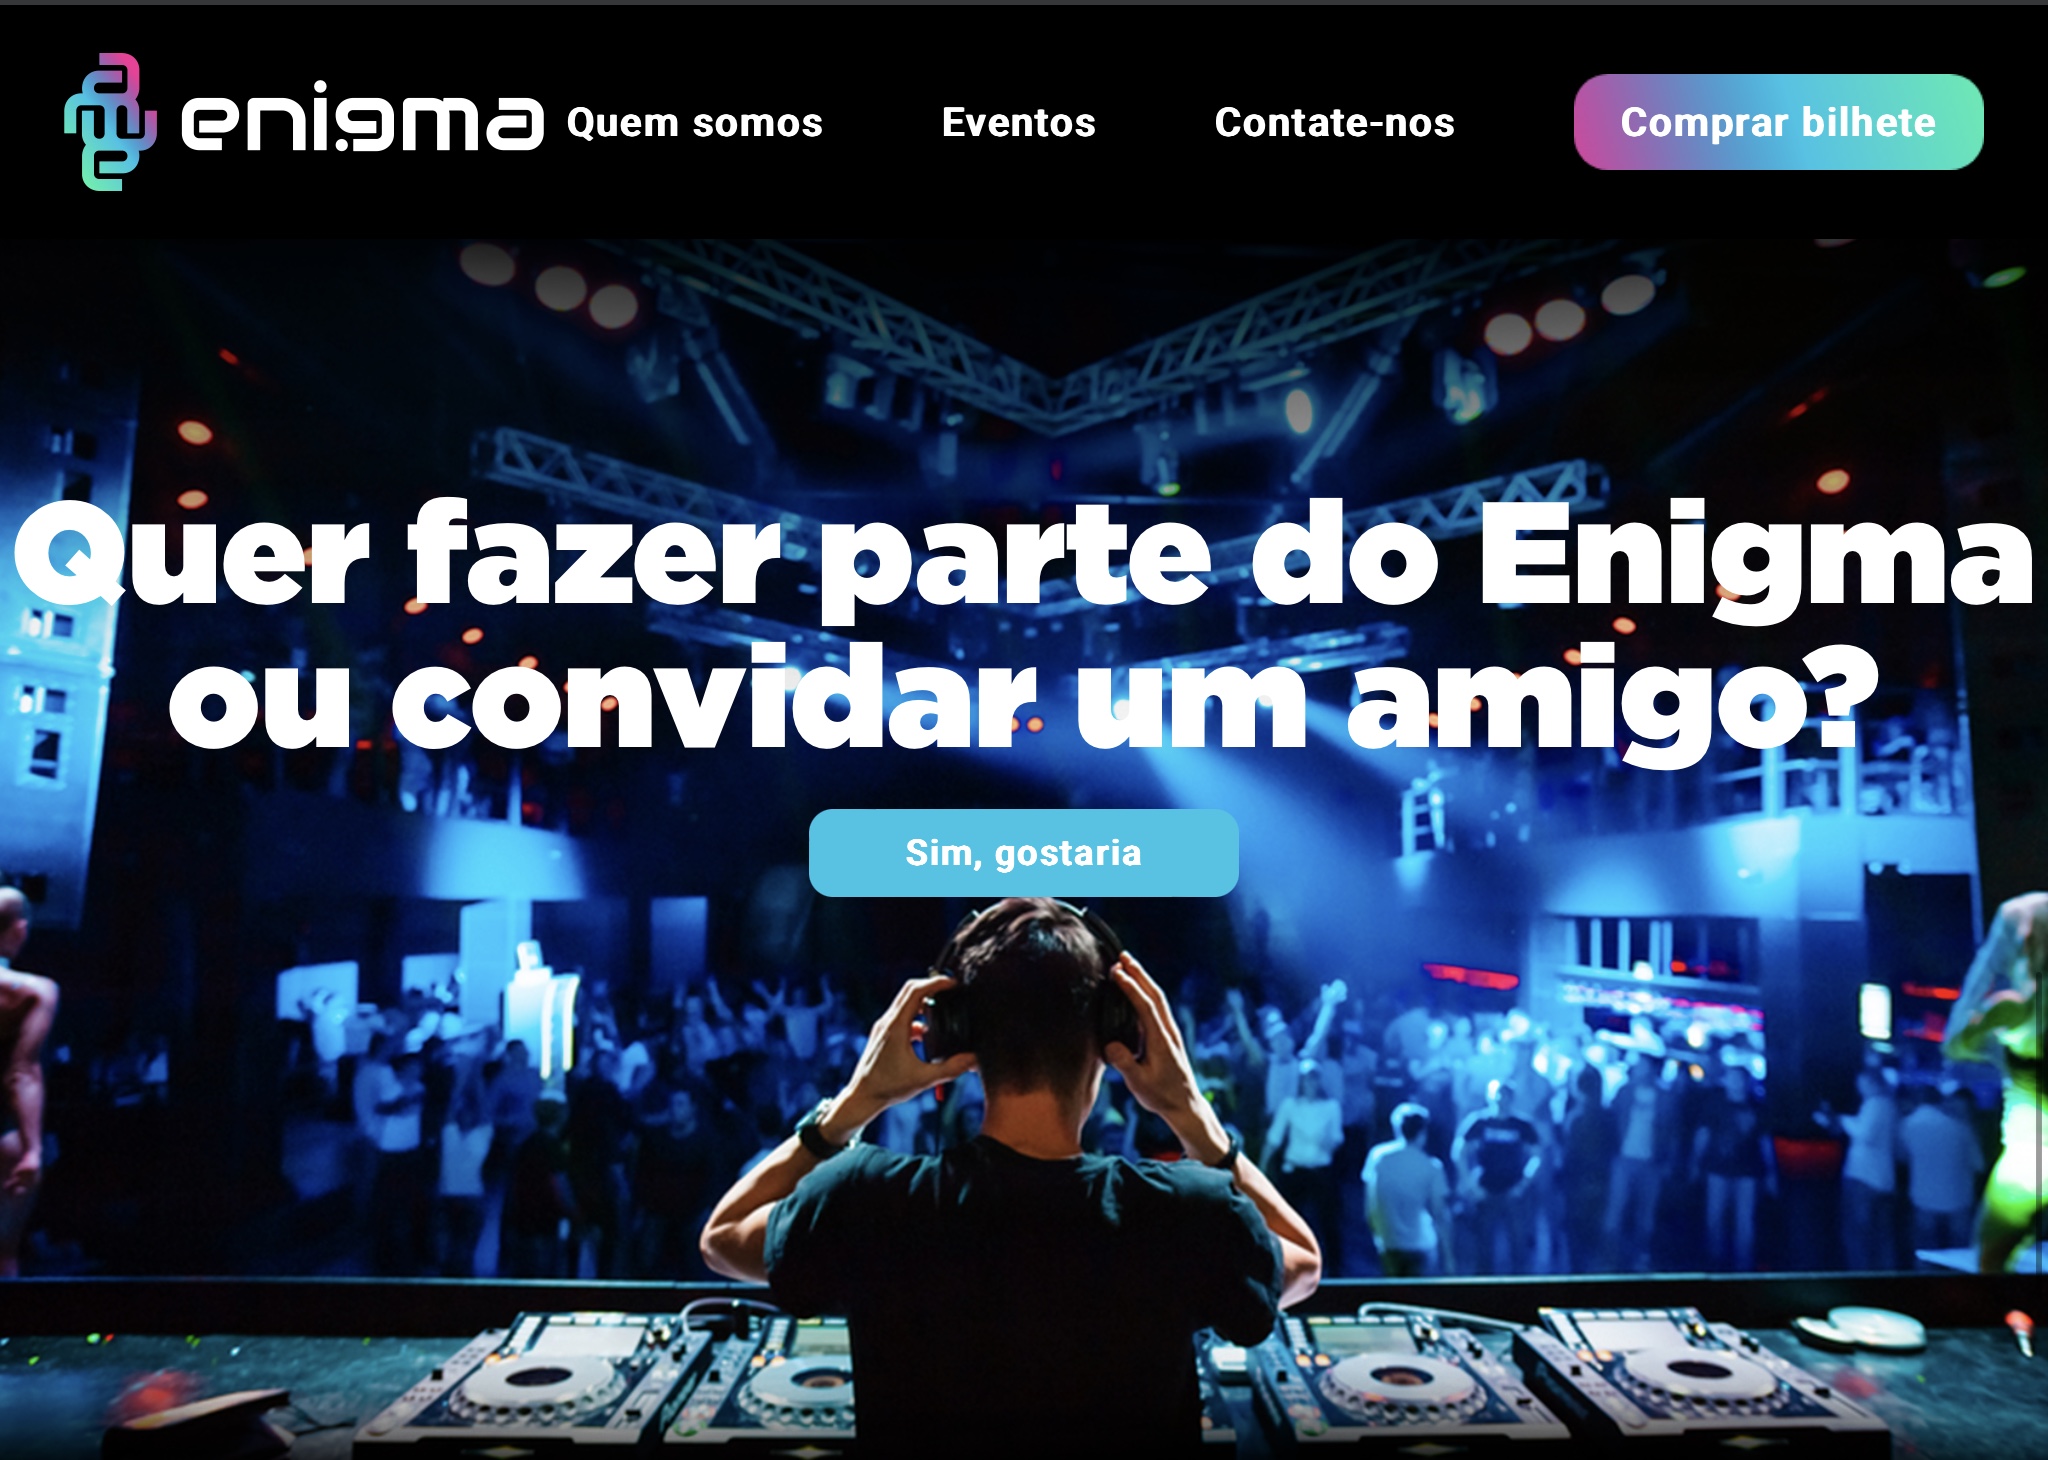 enigma
Quem somos
Eventos
Contate-nos
Comprar bilhete
Quer fazer parte do Enigma
ou convidar um amigo?
Sim, gostaria